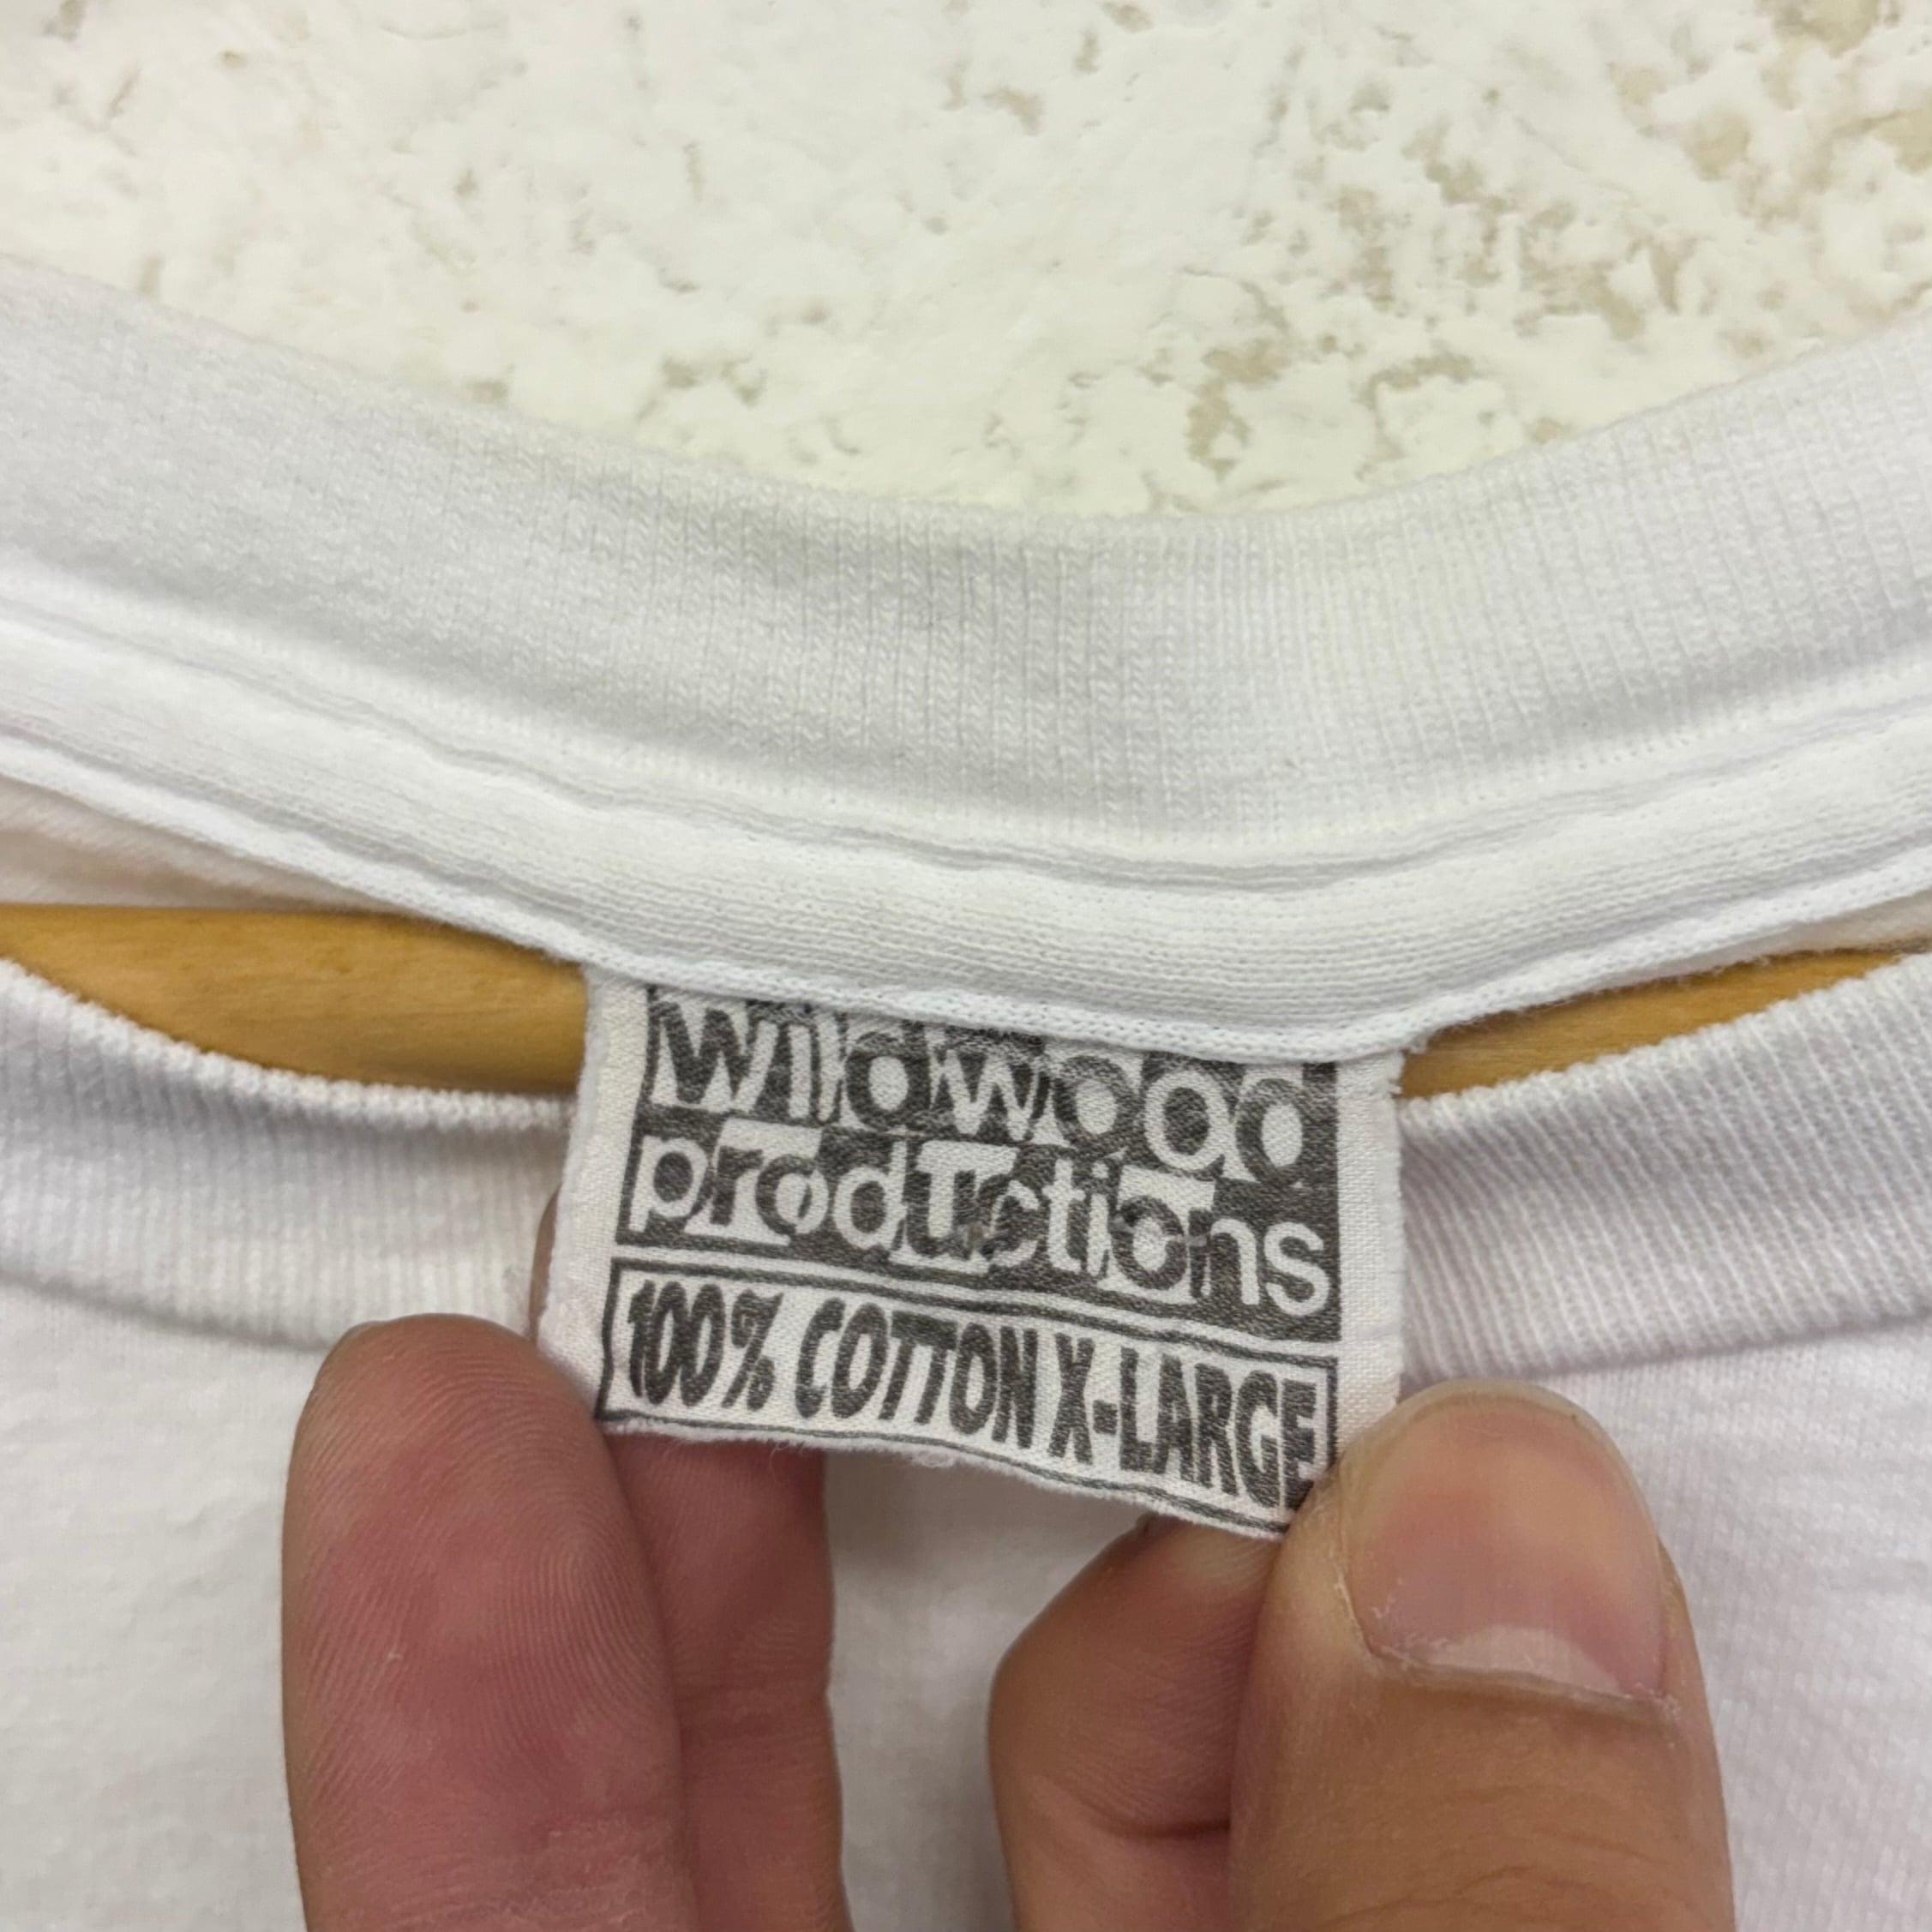 wildwood
productions
100% COTTON X-LARGE